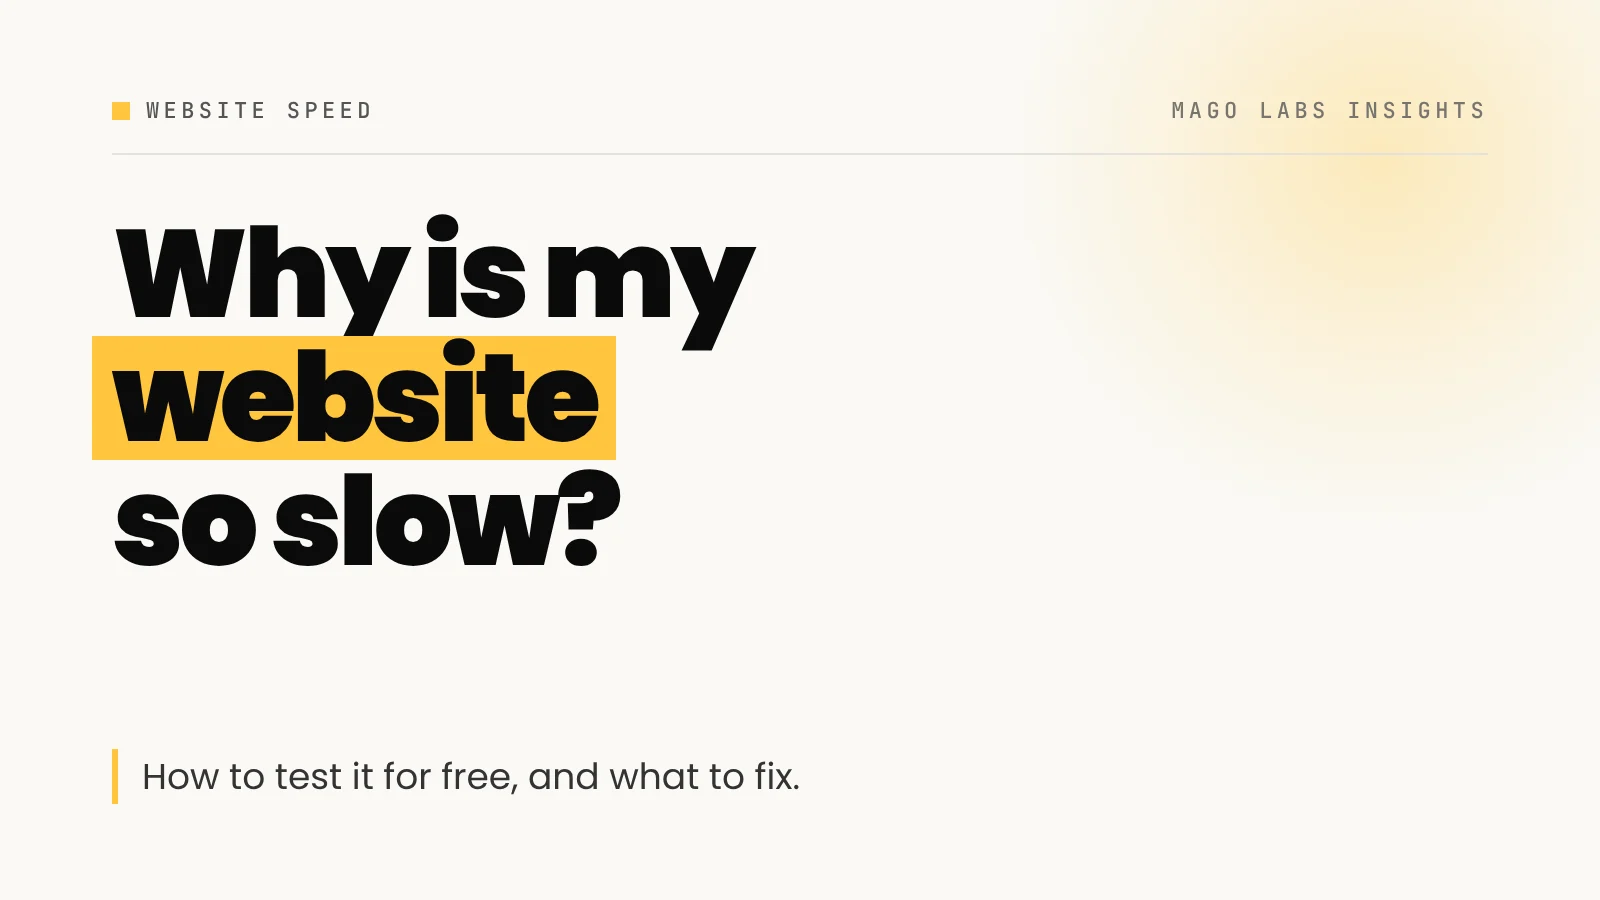 WEBSITE SPEED
MAGO LABS INSIGHTS
Why is my
website
so slow?
How to test it for free, and what to fix.